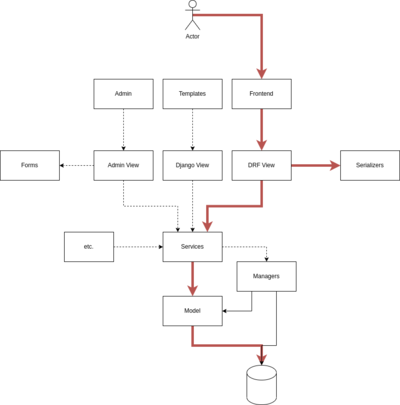 Actor
Admin
Templates
Frontend
Forms
Admin View
Django View
DRF View
Serializers
etc.
Services
Managers
Model